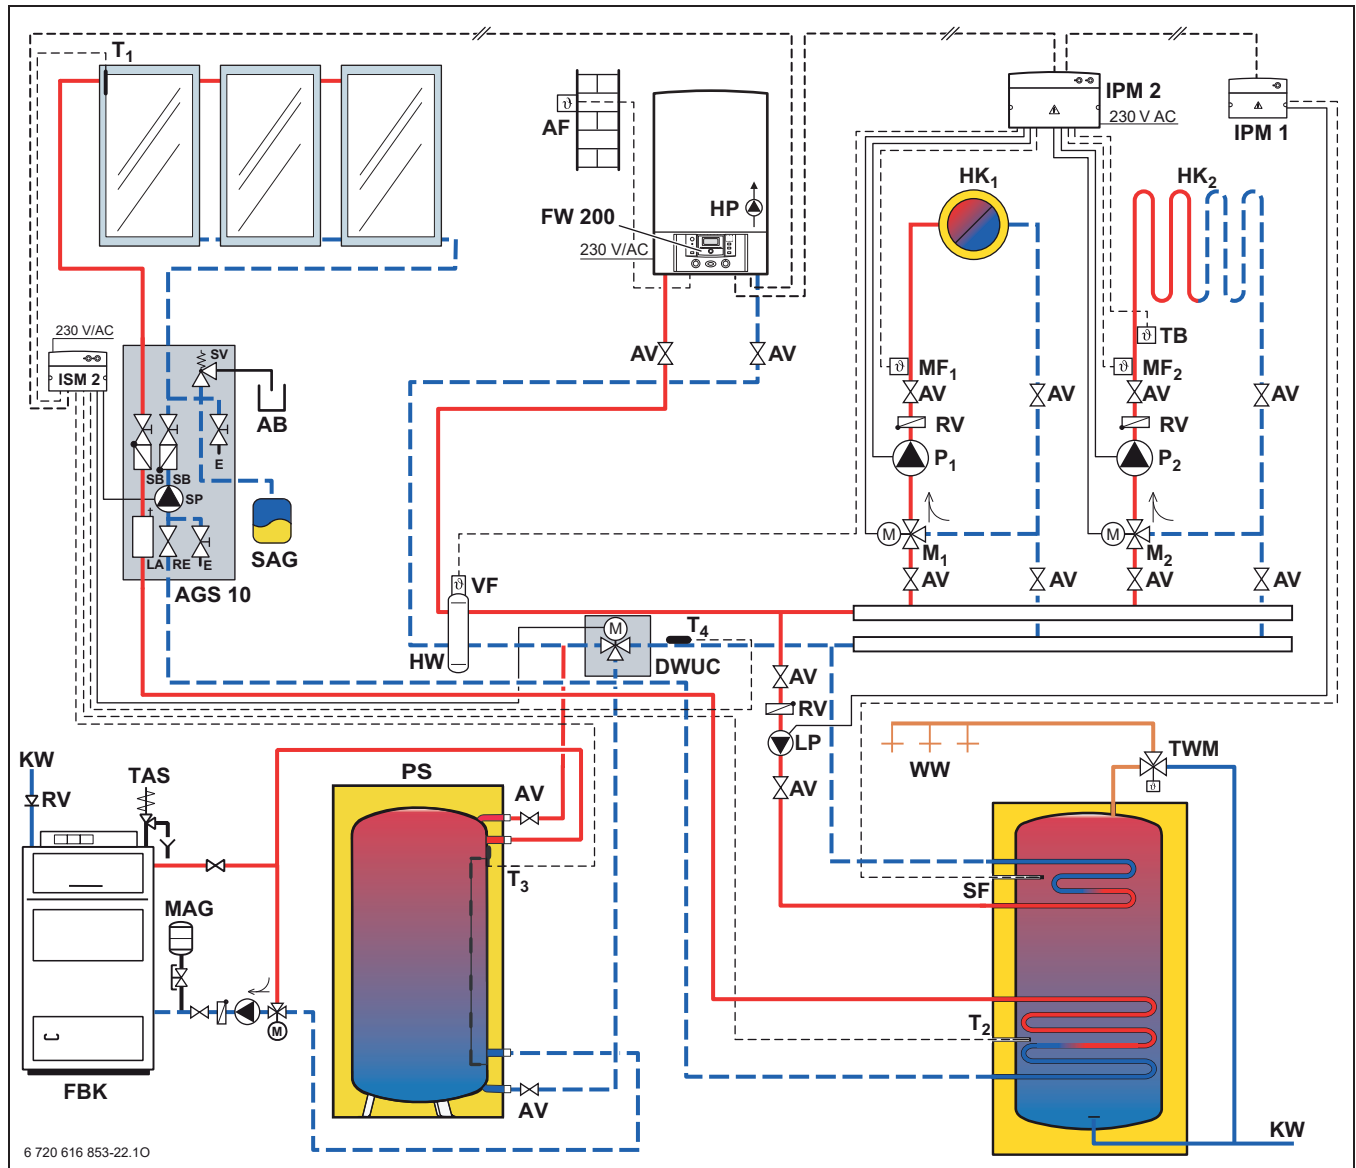 T1
AF
ϑ
IPM 2
230 V AC
IPM 1
HK1
HK2
HP
FW 200
230 V/AC
230 V/AC
ISM 2
SV
AB
AV
AV
ϑ
TB
ϑ
MF1
ϑ
MF2
AV
AV
AV
AV
RV
RV
E
SB
SB
SP
P1
P2
SAG
M
M1
M
M2
LA
RE
E
AGS 10
AV
AV
AV
AV
ϑ
VF
M
T4
HW
DWUC
AV
RV
LP
AV
WW
TWM
ϑ
KW
RV
TAS
PS
AV
T3
SF
MAG
M
T2
FBK
AV
KW
6 720 616 853-22.1O